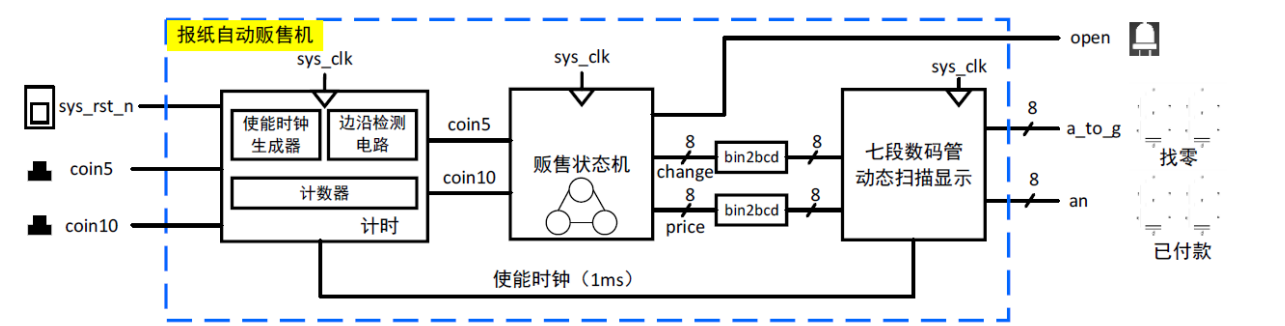 报纸自动贩售机
sys_clk
sys_clk
sys_clk
open
sys_rst_n
使能时钟
生成器
边沿检测
电路
coin5
coin5
coin10
coin10
计数器
计时
贩售状态机
8
change
bin2bcd
8
8
price
bin2bcd
8
七段数码管
动态扫描显示
8
a_to_g
找零
8
an
已付款
使能时钟（1ms）